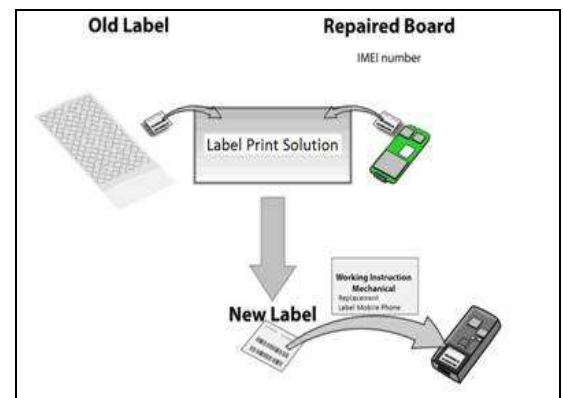 Old Label
Repaired Board
IMEI number
Label Print Solution
Working Instruction
Mechanical
Replacement
Label Mobile Phone
New Label